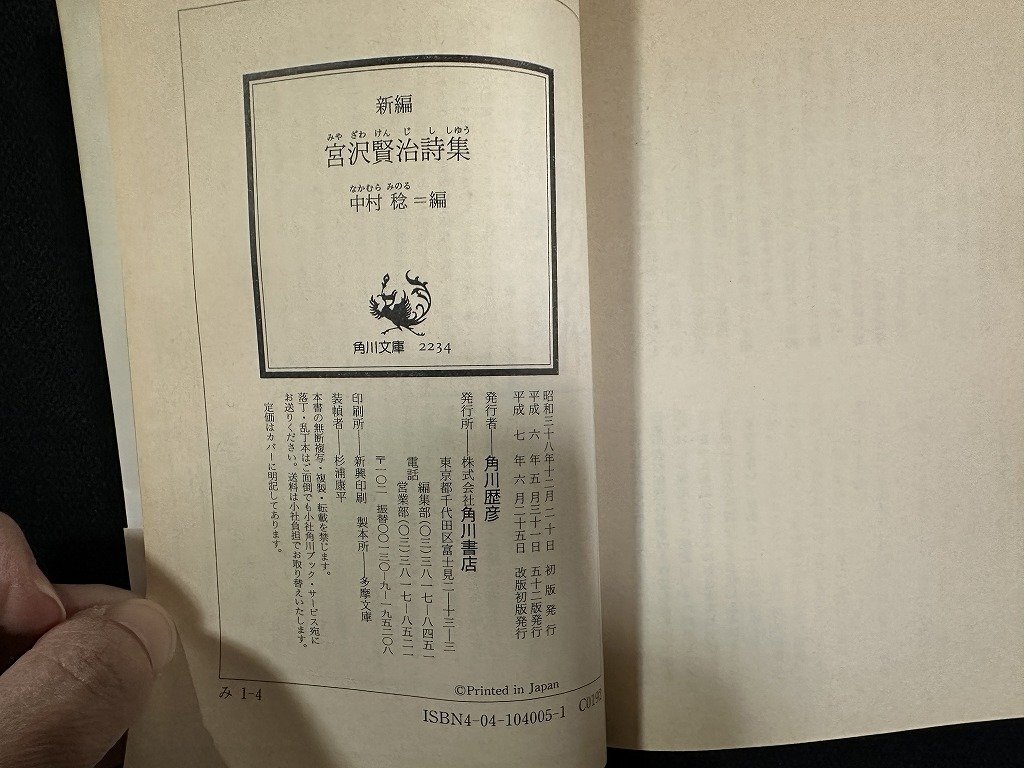 新編
みや ざわ けん じ し しゅう
宮沢賢治詩集
なかむら みのる
中村 稔＝編
角川文庫 2234
昭和三十八年十二月二十日 初版発行
平成六年五月三十一日 五十二版発行
平成七年六月二十五日 改版初版発行
発行者──角川歴彦
発行所──株式会社角川書店
東京都千代田区富士見二─十三─三
電話 編集部(〇三)三八一七─八四五一
営業部(〇三)三八一七─八五二一
〒一〇二 振替〇〇一三〇─九─一九五二〇八
印刷所──新興印刷 製本所──多摩文庫
装幀者──杉浦康平
本書の無断複写・複製・転載を禁じます。
落丁・乱丁本はご面倒でも小社角川ブック・サービス宛に
お送りください。送料は小社負担でお取り替えいたします。
定価はカバーに明記してあります。
み 1-4
©Printed in Japan
ISBN4-04-104005-1 C0192